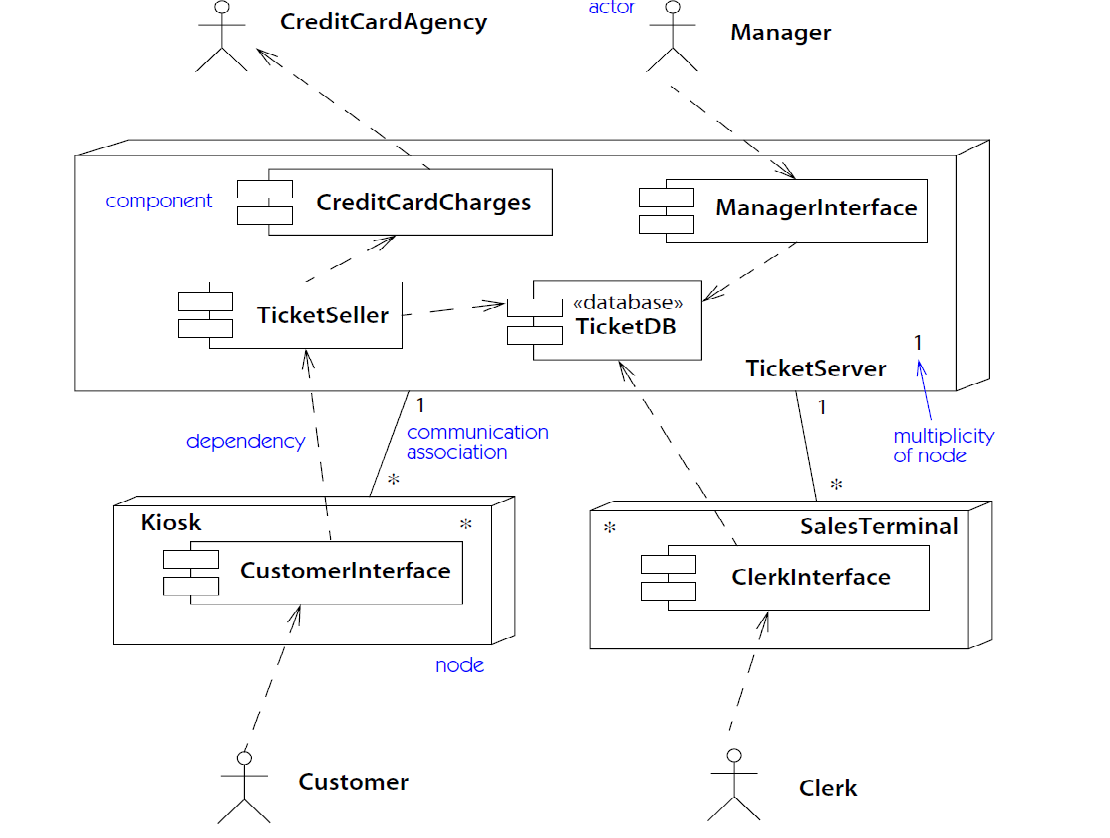 actor
CreditCardAgency
Manager
component
CreditCardCharges
ManagerInterface
TicketSeller
«database»
TicketDB
1
TicketServer
1
1
dependency
communication
association
multiplicity
of node
*
*
Kiosk
*
*
SalesTerminal
CustomerInterface
ClerkInterface
node
Customer
Clerk